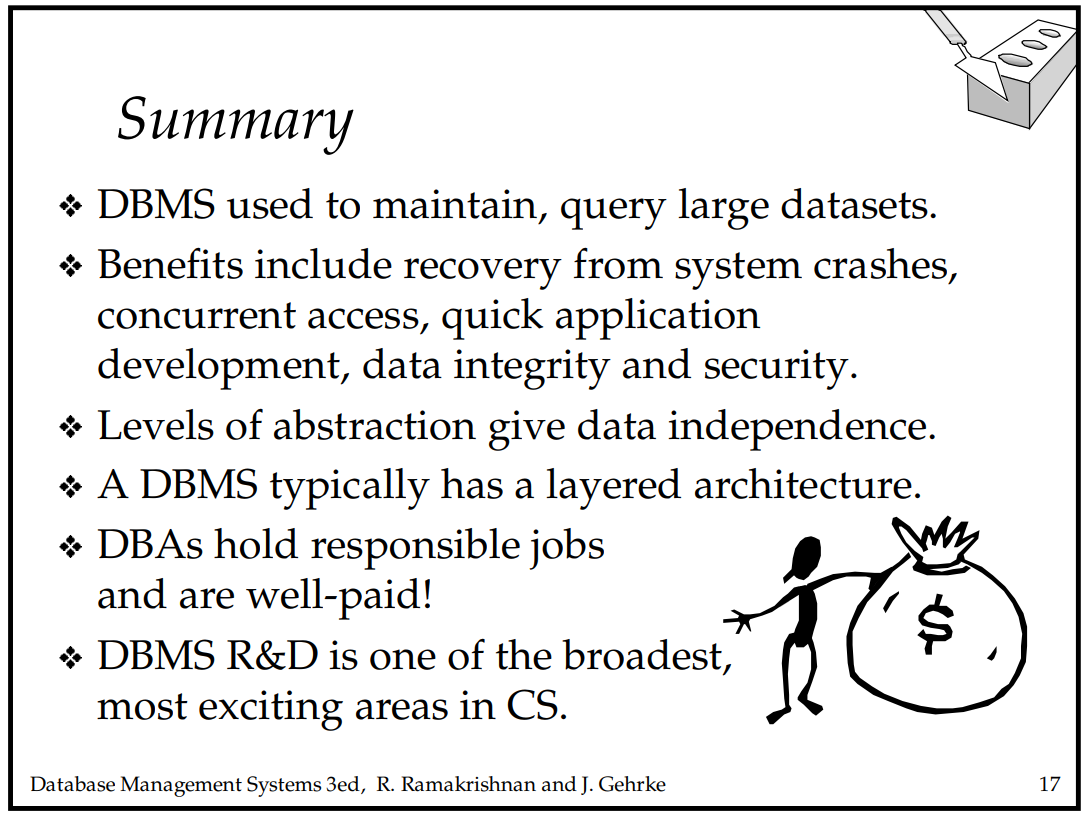 Summary
❖ DBMS used to maintain, query large datasets.
❖ Benefits include recovery from system crashes,
concurrent access, quick application
development, data integrity and security.
❖ Levels of abstraction give data independence.
❖ A DBMS typically has a layered architecture.
❖ DBAs hold responsible jobs
and are well-paid!
❖ DBMS R&D is one of the broadest,
most exciting areas in CS.
$
Database Management Systems 3ed, R. Ramakrishnan and J. Gehrke 17